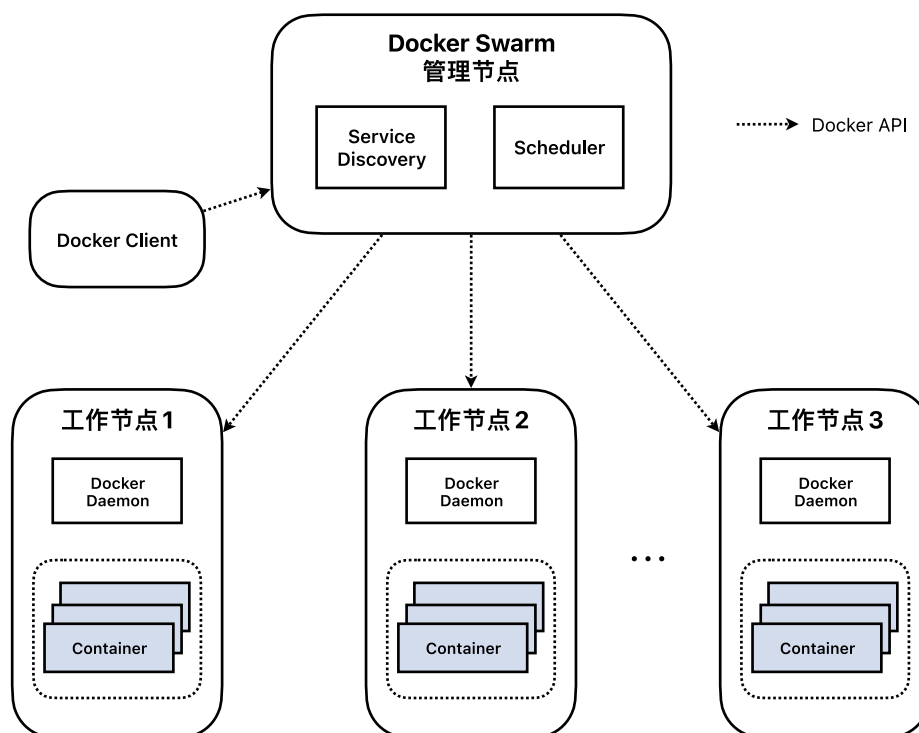 Docker Swarm
管理节点
Service
Discovery
Scheduler
Docker API
Docker Client
工作节点1
Docker
Daemon
Container
工作节点2
Docker
Daemon
Container
...
工作节点3
Docker
Daemon
Container